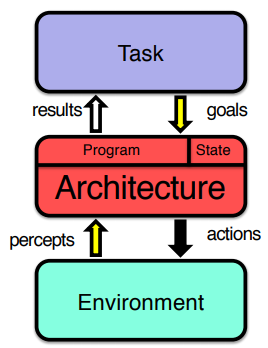 Task
results goals
Program State
Architecture
percepts actions
Environment